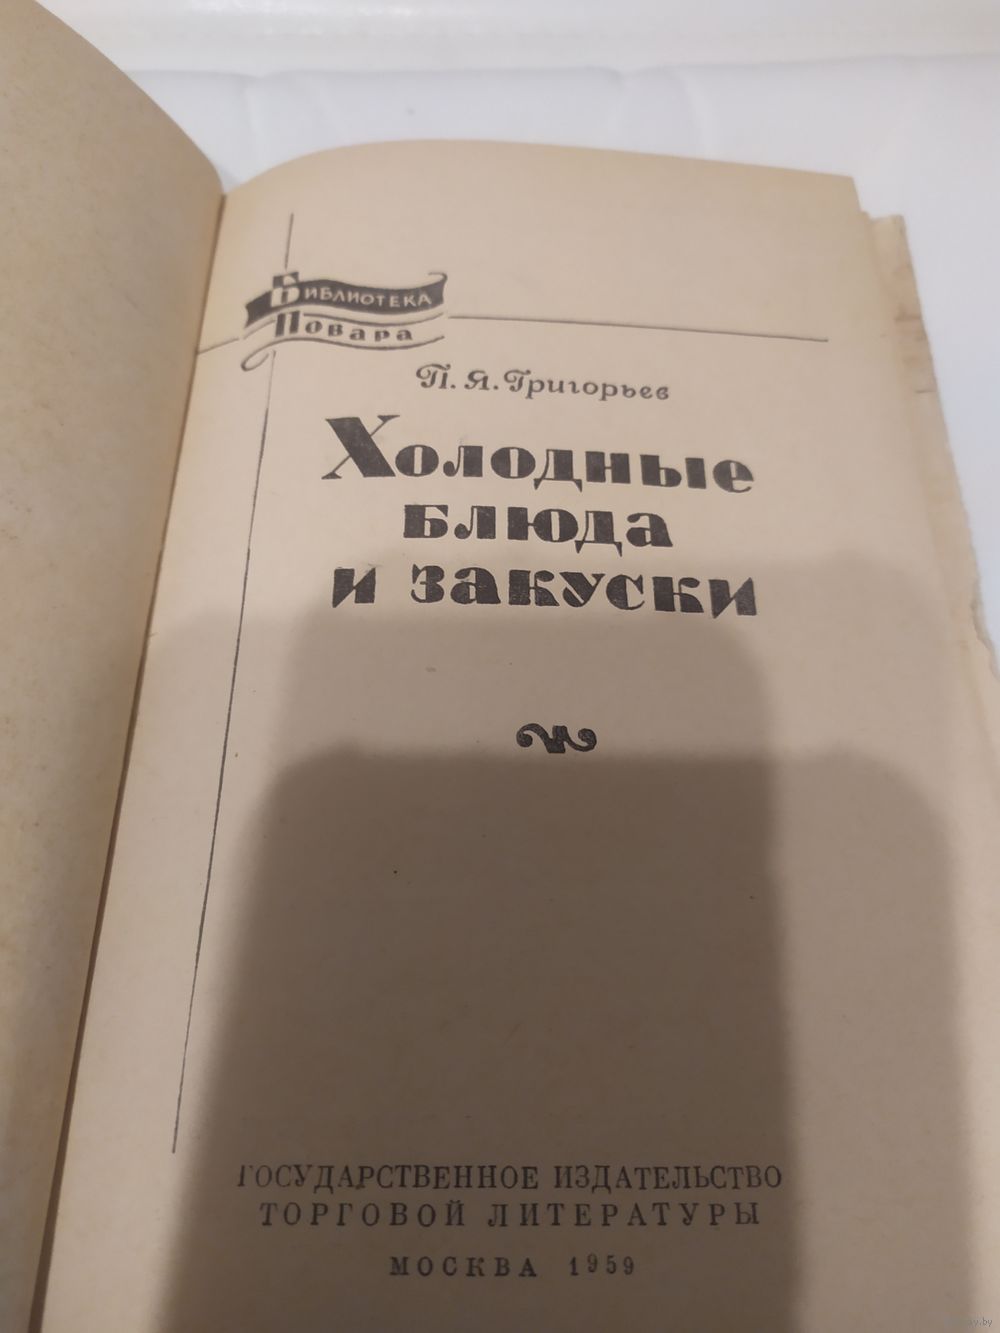 Библиотека
Повара
П. Я. Григорьев
Холодные
блюда
и закуски
ГОСУДАРСТВЕННОЕ ИЗДАТЕЛЬСТВО
ТОРГОВОЙ ЛИТЕРАТУРЫ
МОСКВА 1959